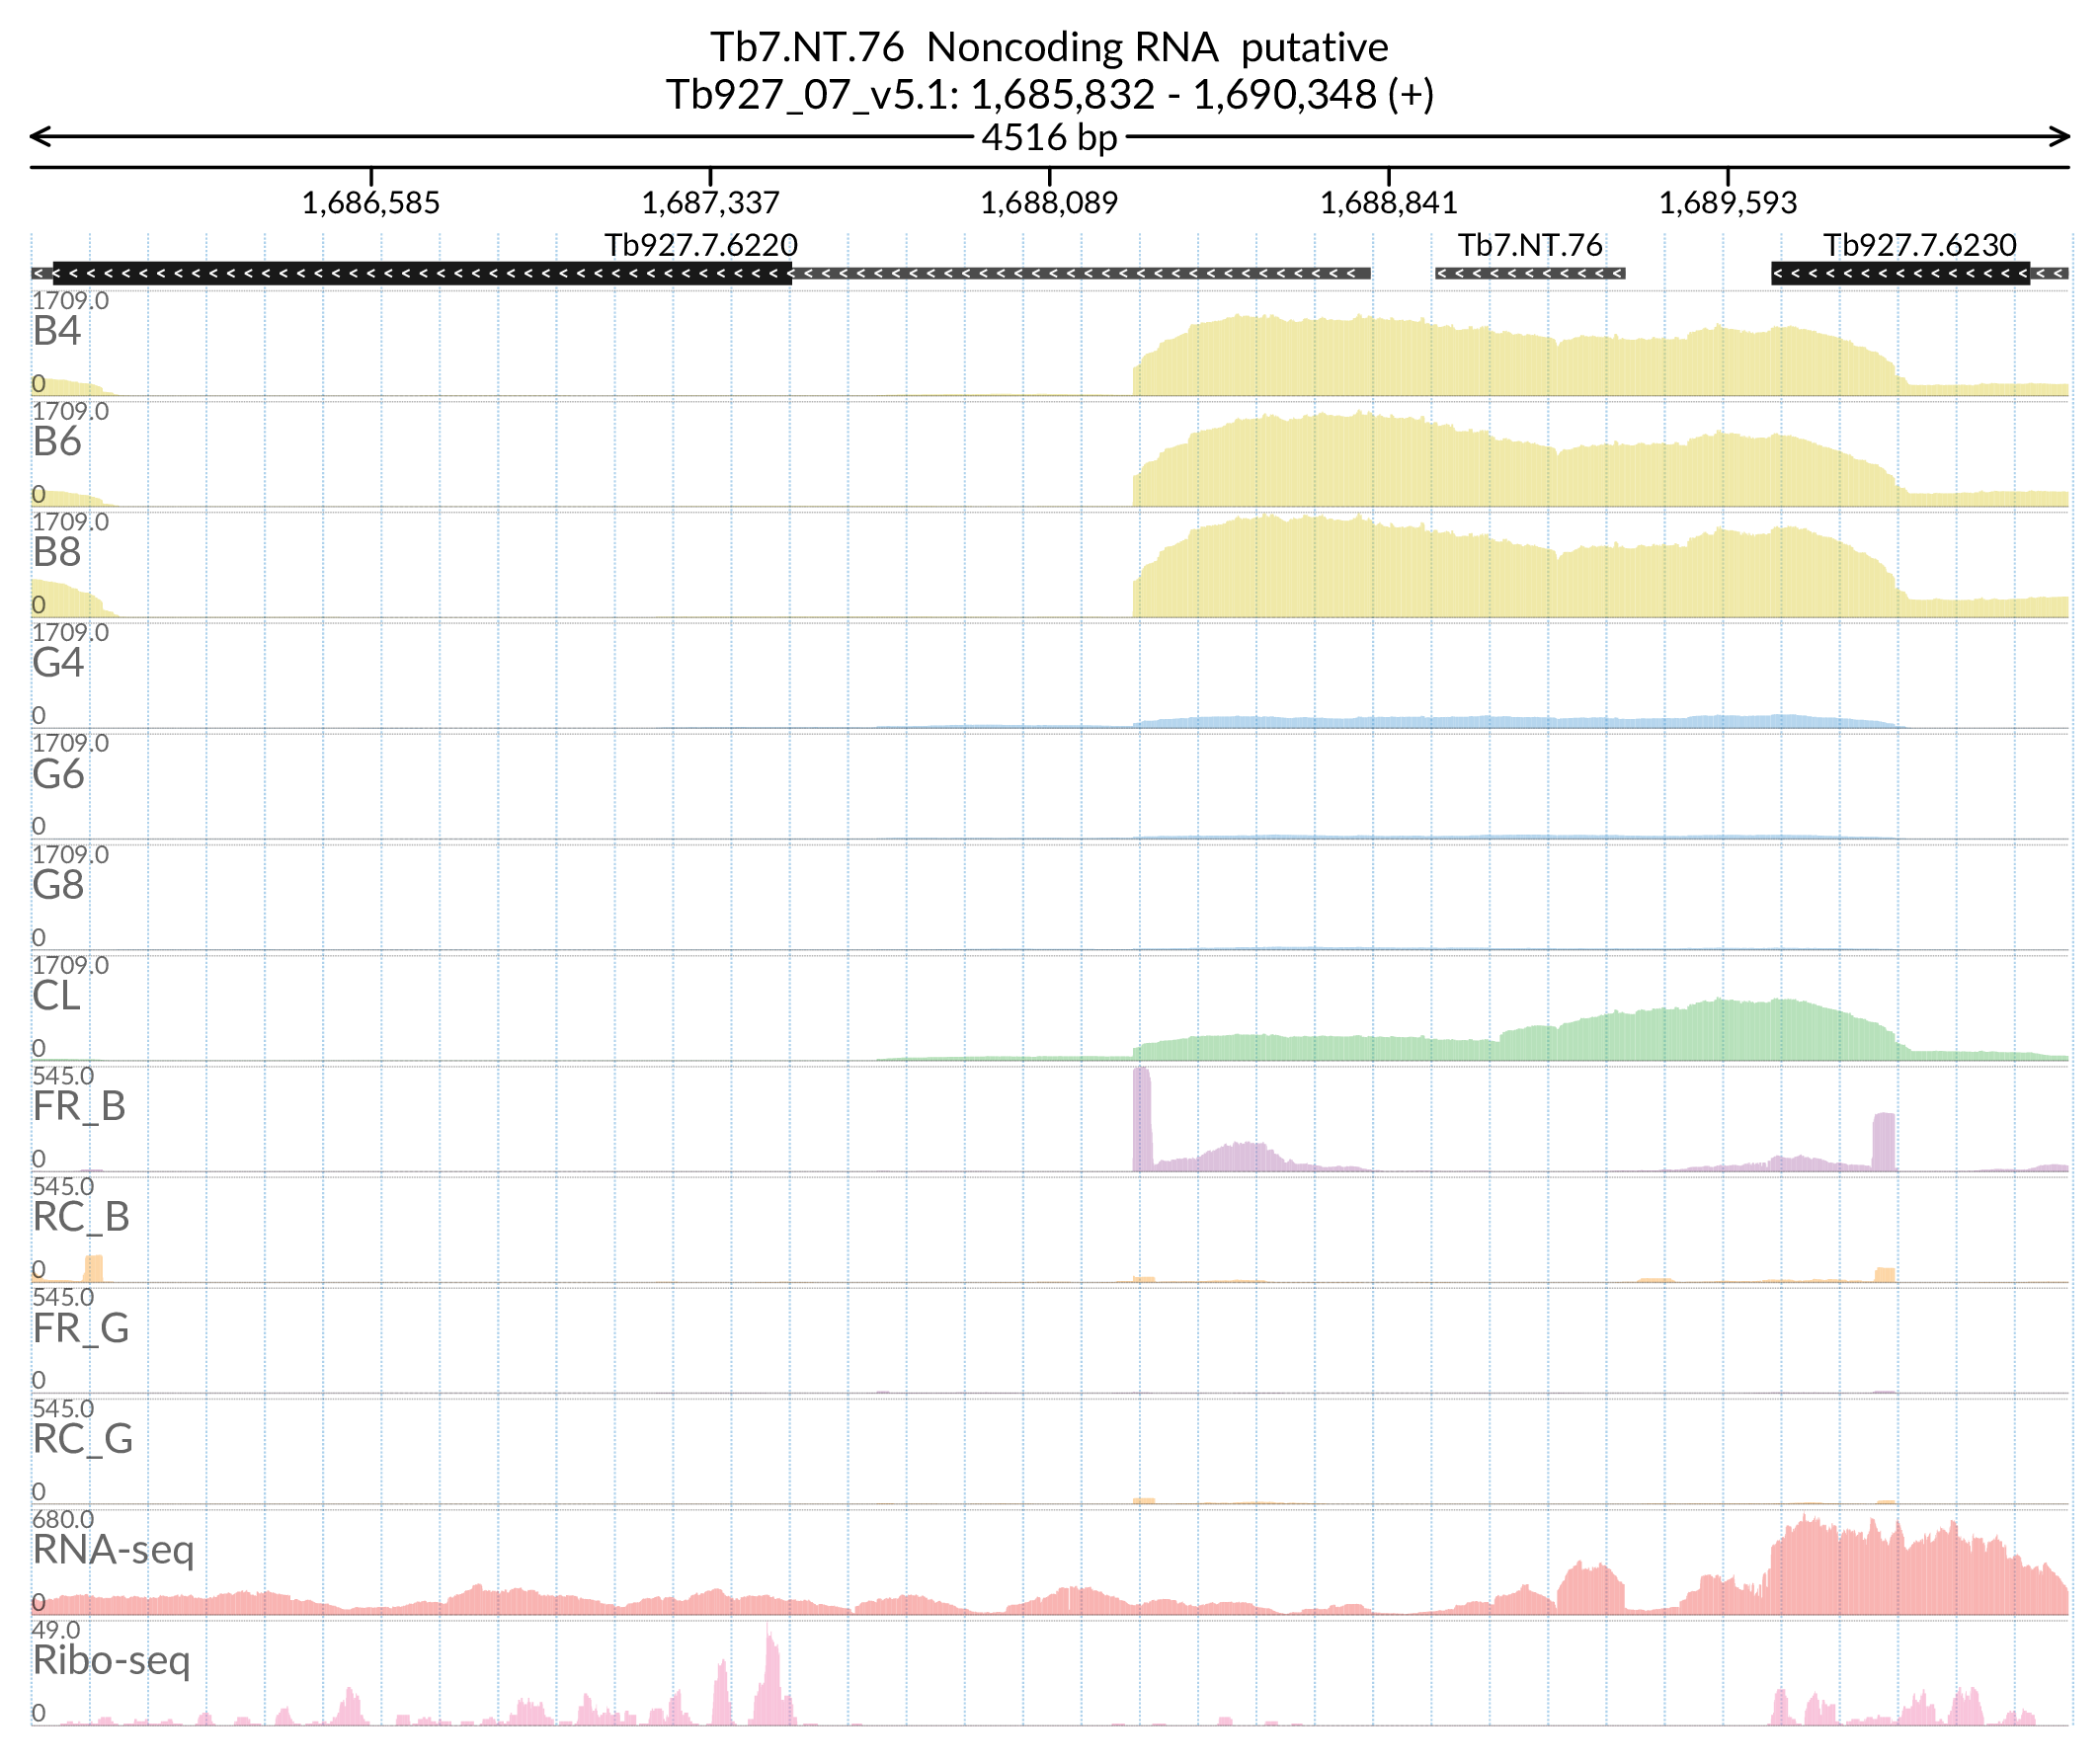 Tb7.NT.76 Noncoding RNA putative
Tb927_07_v5.1: 1,685,832 - 1,690,348 (+)
4516 bp
1,686,585 1,687,337 1,688,089 1,688,841 1,689,593
Tb927.7.6220 Tb7.NT.76 Tb927.7.6230
1709.0
B4
0
1709.0
B6
0
1709.0
B8
0
1709.0
G4
0
1709.0
G6
0
1709.0
G8
0
1709.0
CL
0
545.0
FR_B
0
545.0
RC_B
0
545.0
FR_G
0
545.0
RC_G
0
680.0
RNA-seq
0
49.0
Ribo-seq
0